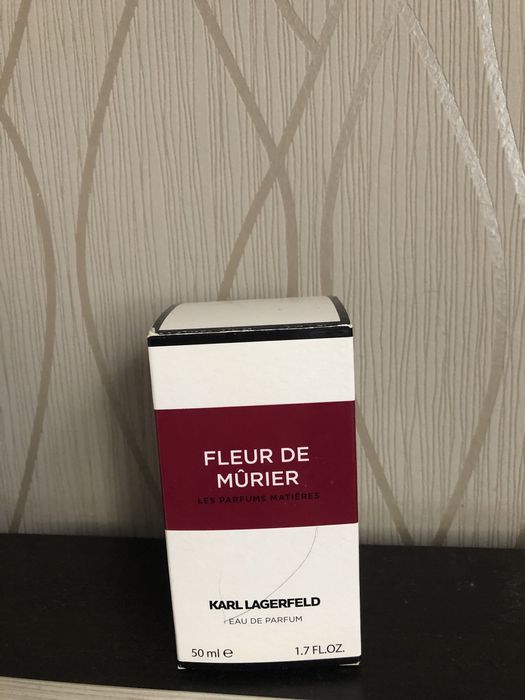 FLEUR DE
MÛRIER
LES PARFUMS MATIÈRES
KARL LAGERFELD
EAU DE PARFUM
50 ml ℮ 1.7 FL.OZ.